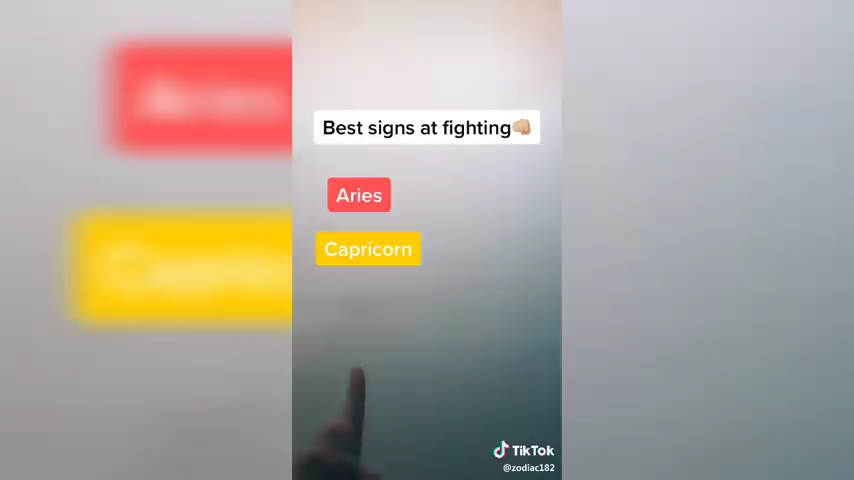 Best signs at fighting👊🏼
Aries
Capricorn
TikTok
@zodiac182